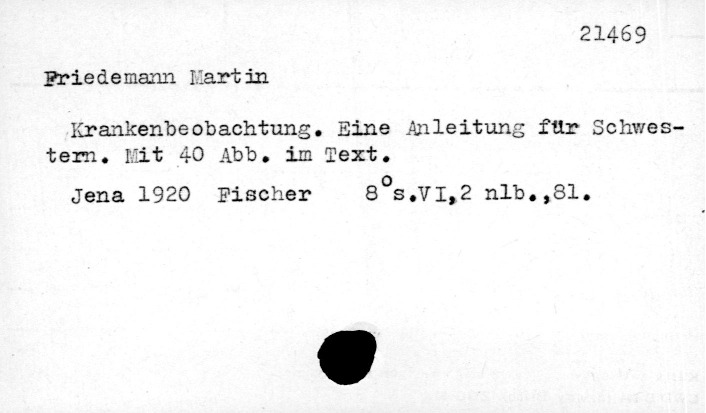 21469
Friedemann Martin
Krankenbeobachtung. Eine Anleitung für Schwes-
tern. Mit 40 Abb. im Text.
Jena 1920 Fischer 8°s.VI,2 nlb.,81.